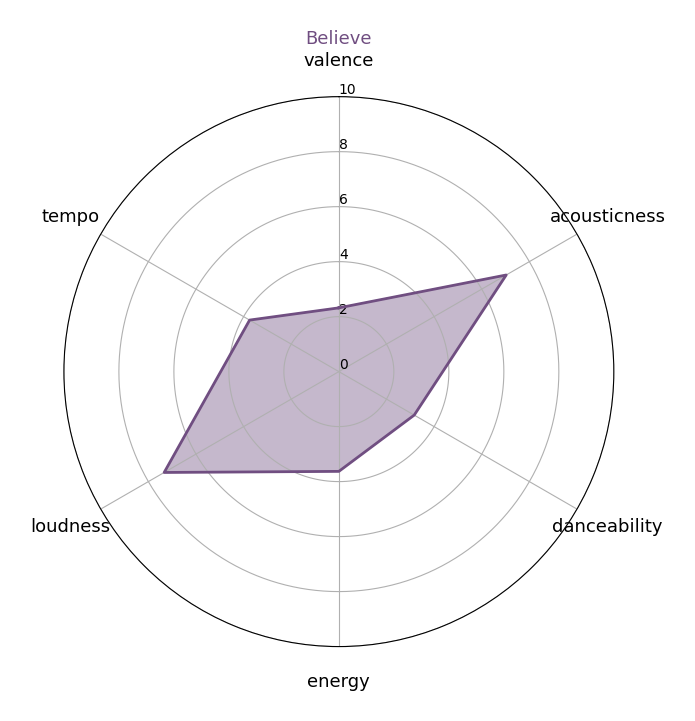 Believe
valence
10
8
6
4
2
0
tempo
acousticness
loudness
danceability
energy